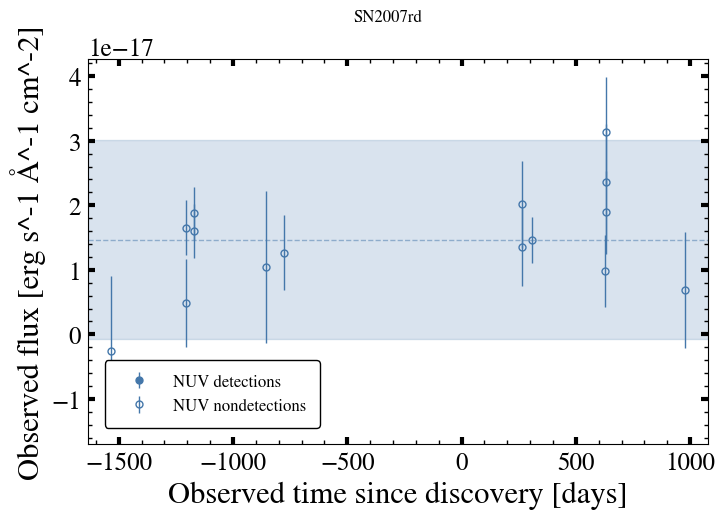 SN2007rd
1e−17
Observed flux [erg s^-1 Å^-1 cm^-2]
4
3
2
1
0
−1
NUV detections
NUV nondetections
−1500 −1000 −500 0 500 1000
Observed time since discovery [days]